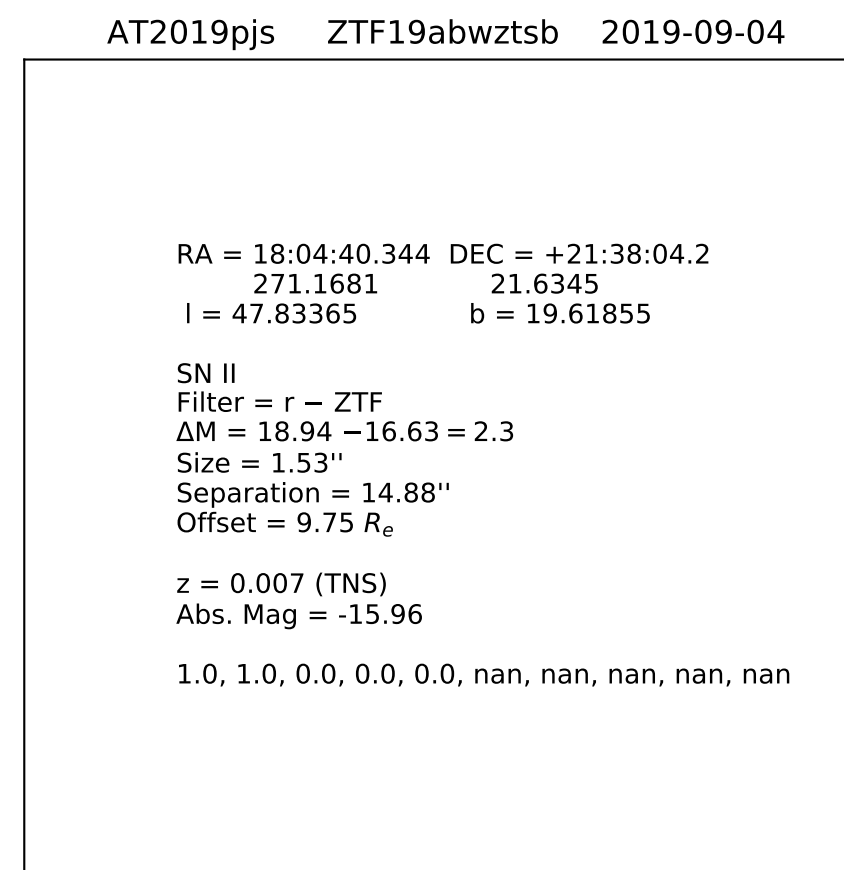 AT2019pjs ZTF19abwztsb 2019-09-04
RA = 18:04:40.344 DEC = +21:38:04.2
271.1681 21.6345
l = 47.83365 b = 19.61855
SN II
Filter = r − ZTF
ΔM = 18.94 −16.63 = 2.3
Size = 1.53''
Separation = 14.88''
Offset = 9.75 Rₑ
z = 0.007 (TNS)
Abs. Mag = -15.96
1.0, 1.0, 0.0, 0.0, 0.0, nan, nan, nan, nan, nan